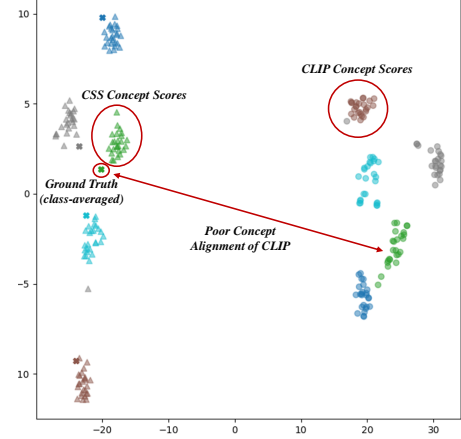 10
CLIP Concept Scores
CSS Concept Scores
5
Ground Truth
(class-averaged)
0
Poor Concept
Alignment of CLIP
−5
10
−20
−10
0
10
20
30